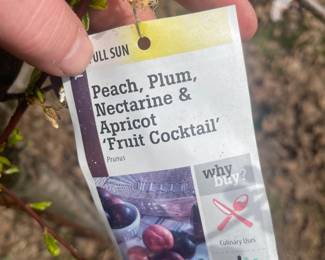 FULL SUN
Peach, Plum,
Nectarine &
Apricot
'Fruit Cocktail'
Prunus
why
buy?
Culinary Uses